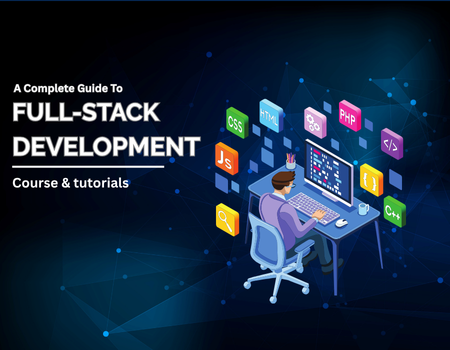 A Complete Guide To
FULL-STACK
DEVELOPMENT
Course & tutorials
CSS
HTML
PHP
</>
Js
{ }
C++